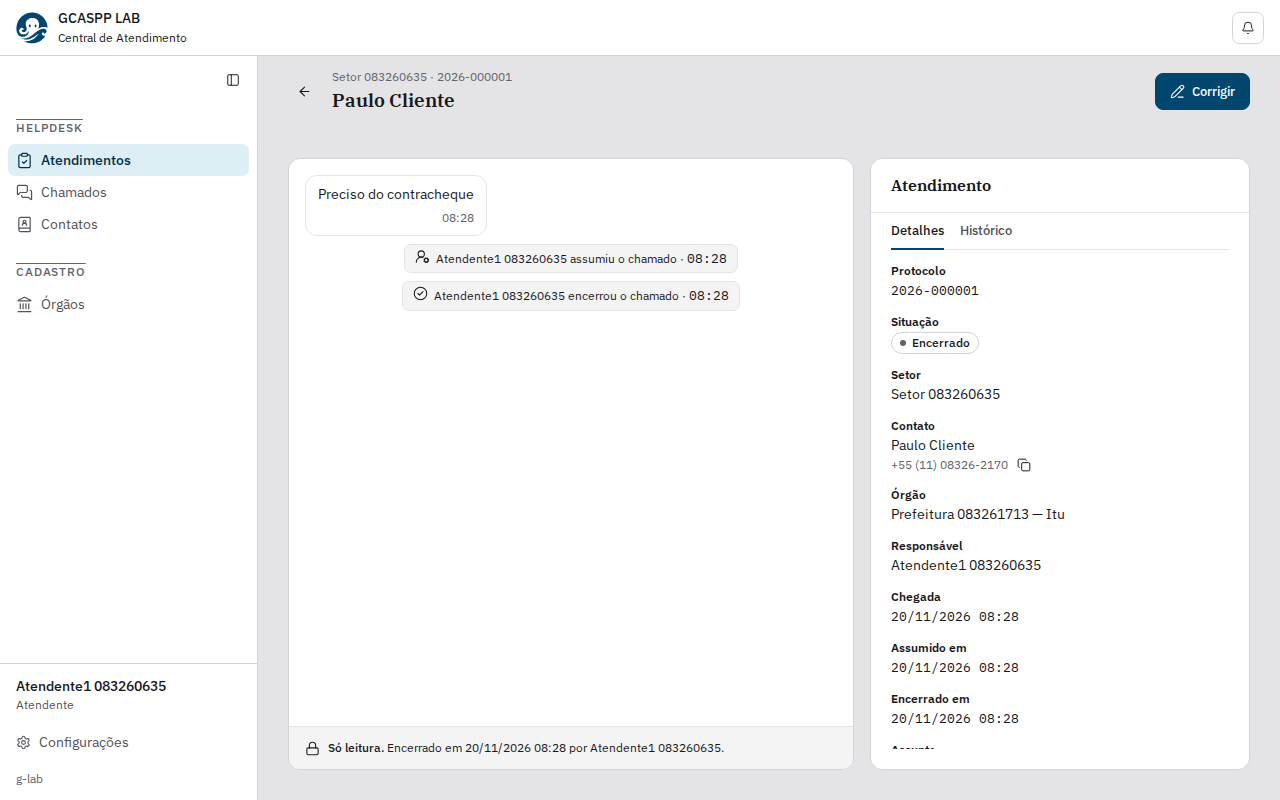 GCASPP LAB
Central de Atendimento
HELPDESK
Atendimentos
Chamados
Contatos
CADASTRO
Órgãos
Atendente1 083260635
Atendente
Configurações
g-lab
Setor 083260635 · 2026-000001
Paulo Cliente
Corrigir
Preciso do contracheque
08:28
Atendente1 083260635 assumiu o chamado · 08:28
Atendente1 083260635 encerrou o chamado · 08:28
Só leitura. Encerrado em 20/11/2026 08:28 por Atendente1 083260635.
Atendimento
Detalhes Histórico
Protocolo
2026-000001
Situação
Encerrado
Setor
Setor 083260635
Contato
Paulo Cliente
+55 (11) 08326-2170
Órgão
Prefeitura 083261713 — Itu
Responsável
Atendente1 083260635
Chegada
20/11/2026 08:28
Assumido em
20/11/2026 08:28
Encerrado em
20/11/2026 08:28